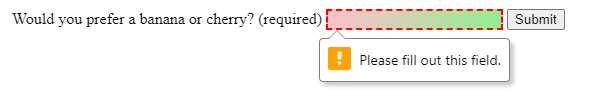 Would you prefer a banana or cherry? (required) Submit
! Please fill out this field.